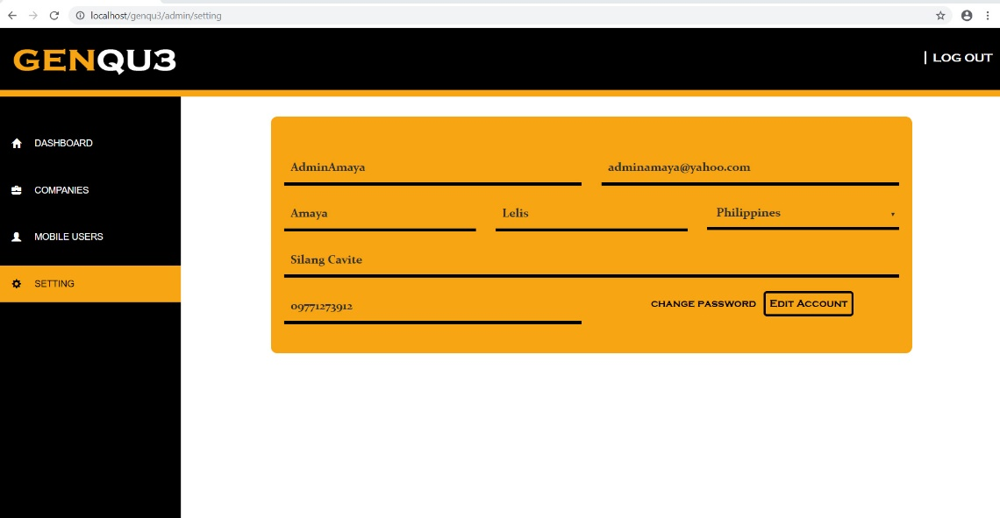 localhost/genqu3/admin/setting
GENQU3
LOG OUT
DASHBOARD
COMPANIES
MOBILE USERS
SETTING
AdminAmaya
adminamaya@yahoo.com
Amaya
Lelis
Philippines
Silang Cavite
09771273912
CHANGE PASSWORD
EDIT ACCOUNT